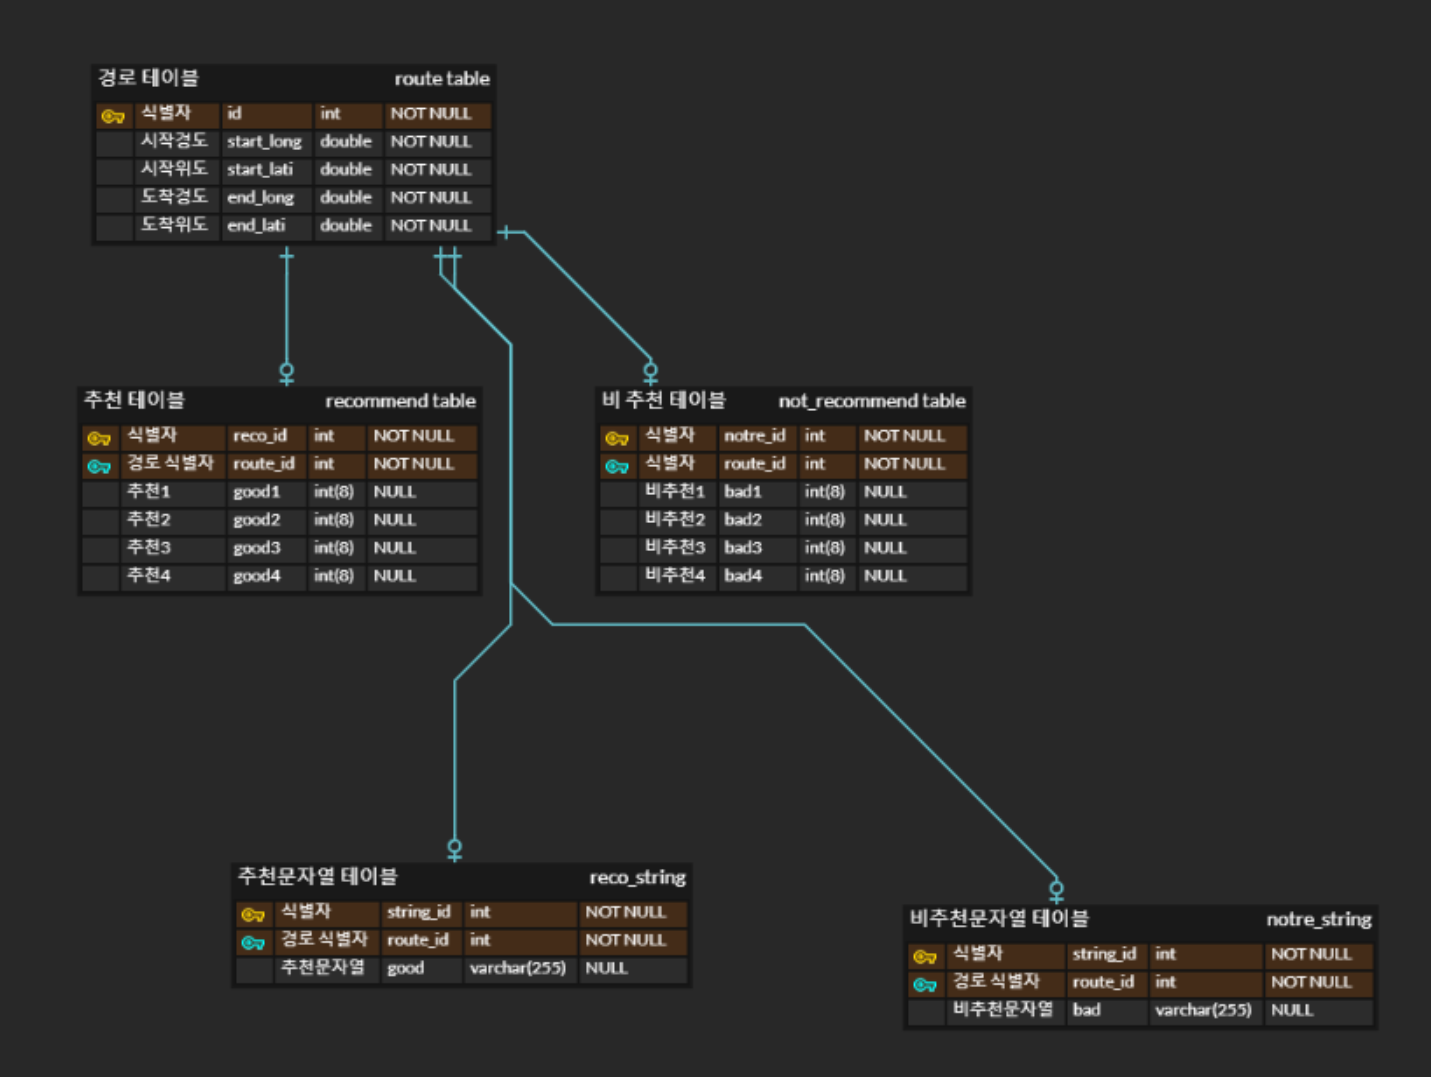 경로 테이블 route table
식별자 id int NOT NULL
시작경도 start_long double NOT NULL
시작위도 start_lati double NOT NULL
도착경도 end_long double NOT NULL
도착위도 end_lati double NOT NULL
추천 테이블 recommend table
식별자 reco_id int NOT NULL
경로 식별자 route_id int NOT NULL
추천1 good1 int(8) NULL
추천2 good2 int(8) NULL
추천3 good3 int(8) NULL
추천4 good4 int(8) NULL
비 추천 테이블 not_recommend table
식별자 notre_id int NOT NULL
식별자 route_id int NOT NULL
비추천1 bad1 int(8) NULL
비추천2 bad2 int(8) NULL
비추천3 bad3 int(8) NULL
비추천4 bad4 int(8) NULL
추천문자열 테이블 reco_string
식별자 string_id int NOT NULL
경로 식별자 route_id int NOT NULL
추천문자열 good varchar(255) NULL
비추천문자열 테이블 notre_string
식별자 string_id int NOT NULL
경로 식별자 route_id int NOT NULL
비추천문자열 bad varchar(255) NULL